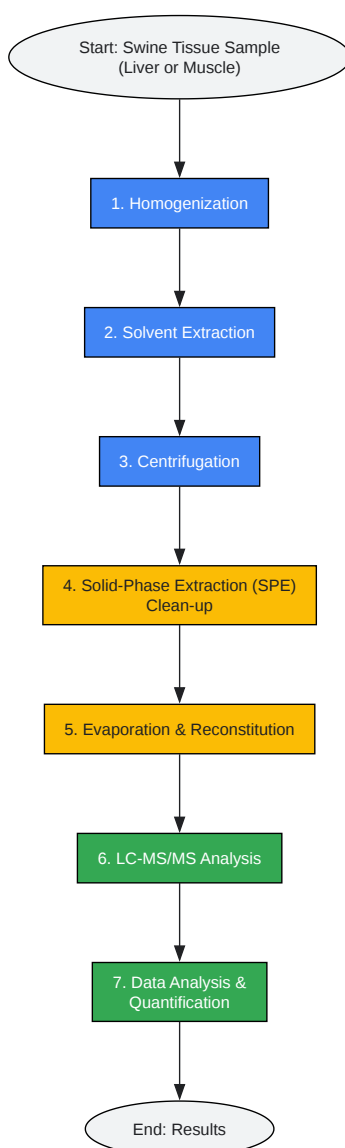 Start: Swine Tissue Sample
(Liver or Muscle)
1. Homogenization
2. Solvent Extraction
3. Centrifugation
4. Solid-Phase Extraction (SPE)
Clean-up
5. Evaporation & Reconstitution
6. LC-MS/MS Analysis
7. Data Analysis &
Quantification
End: Results